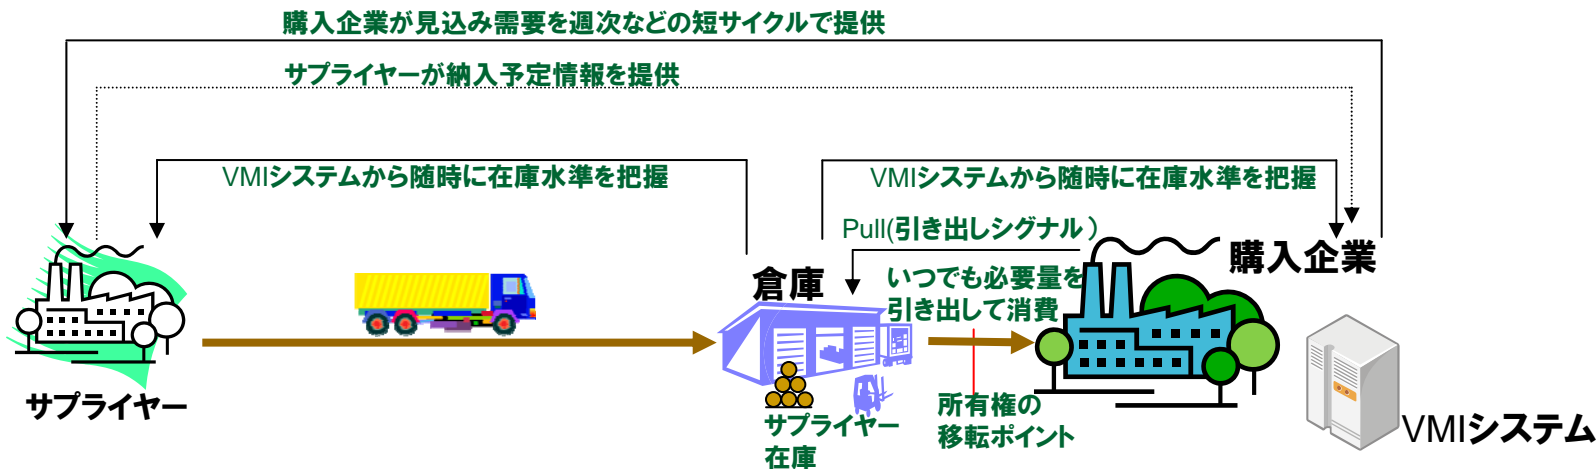 購入企業が見込み需要を週次などの短サイクルで提供
サプライヤーが納入予定情報を提供
VMIシステムから随時に在庫水準を把握
VMIシステムから随時に在庫水準を把握
Pull(引き出しシグナル）
購入企業
倉庫
いつでも必要量を
引き出して消費
サプライヤー
所有権の
移転ポイント
サプライヤー
在庫
VMIシステム